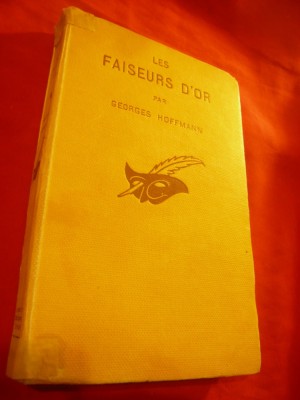 LES
FAISEURS D'OR
PAR
GEORGES HOFFMANN